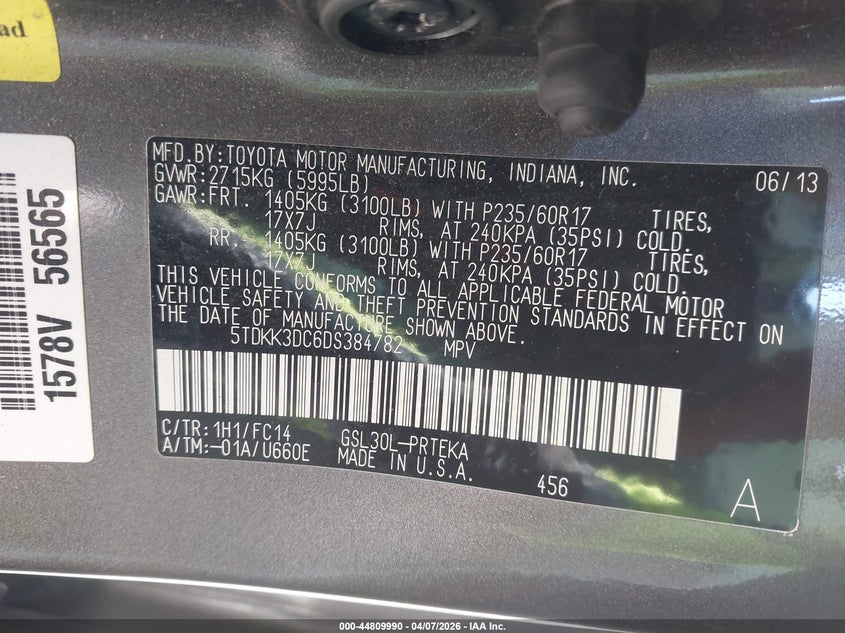 ad
1578V 56565
MFD.BY:TOYOTA MOTOR MANUFACTURING, INDIANA, INC. 06/13
GVWR:2715KG (5995LB)
GAWR:FRT. 1405KG (3100LB) WITH P235/60R17 TIRES,
17X7J RIMS, AT 240KPA (35PSI) COLD.
RR. 1405KG (3100LB) WITH P235/60R17 TIRES,
17X7J RIMS, AT 240KPA (35PSI) COLD.
THIS VEHICLE CONFORMS TO ALL APPLICABLE FEDERAL MOTOR
VEHICLE SAFETY AND THEFT PREVENTION STANDARDS IN EFFECT ON
THE DATE OF MANUFACTURE SHOWN ABOVE.
5TDKK3DC6DS384782 MPV
C/TR:1H1/FC14 GSL30L-PRTEKA
A/TM:-01A/U660E MADE IN U.S.A.
456 A
000-44809990 - 04/07/2026 - IAA, Inc.